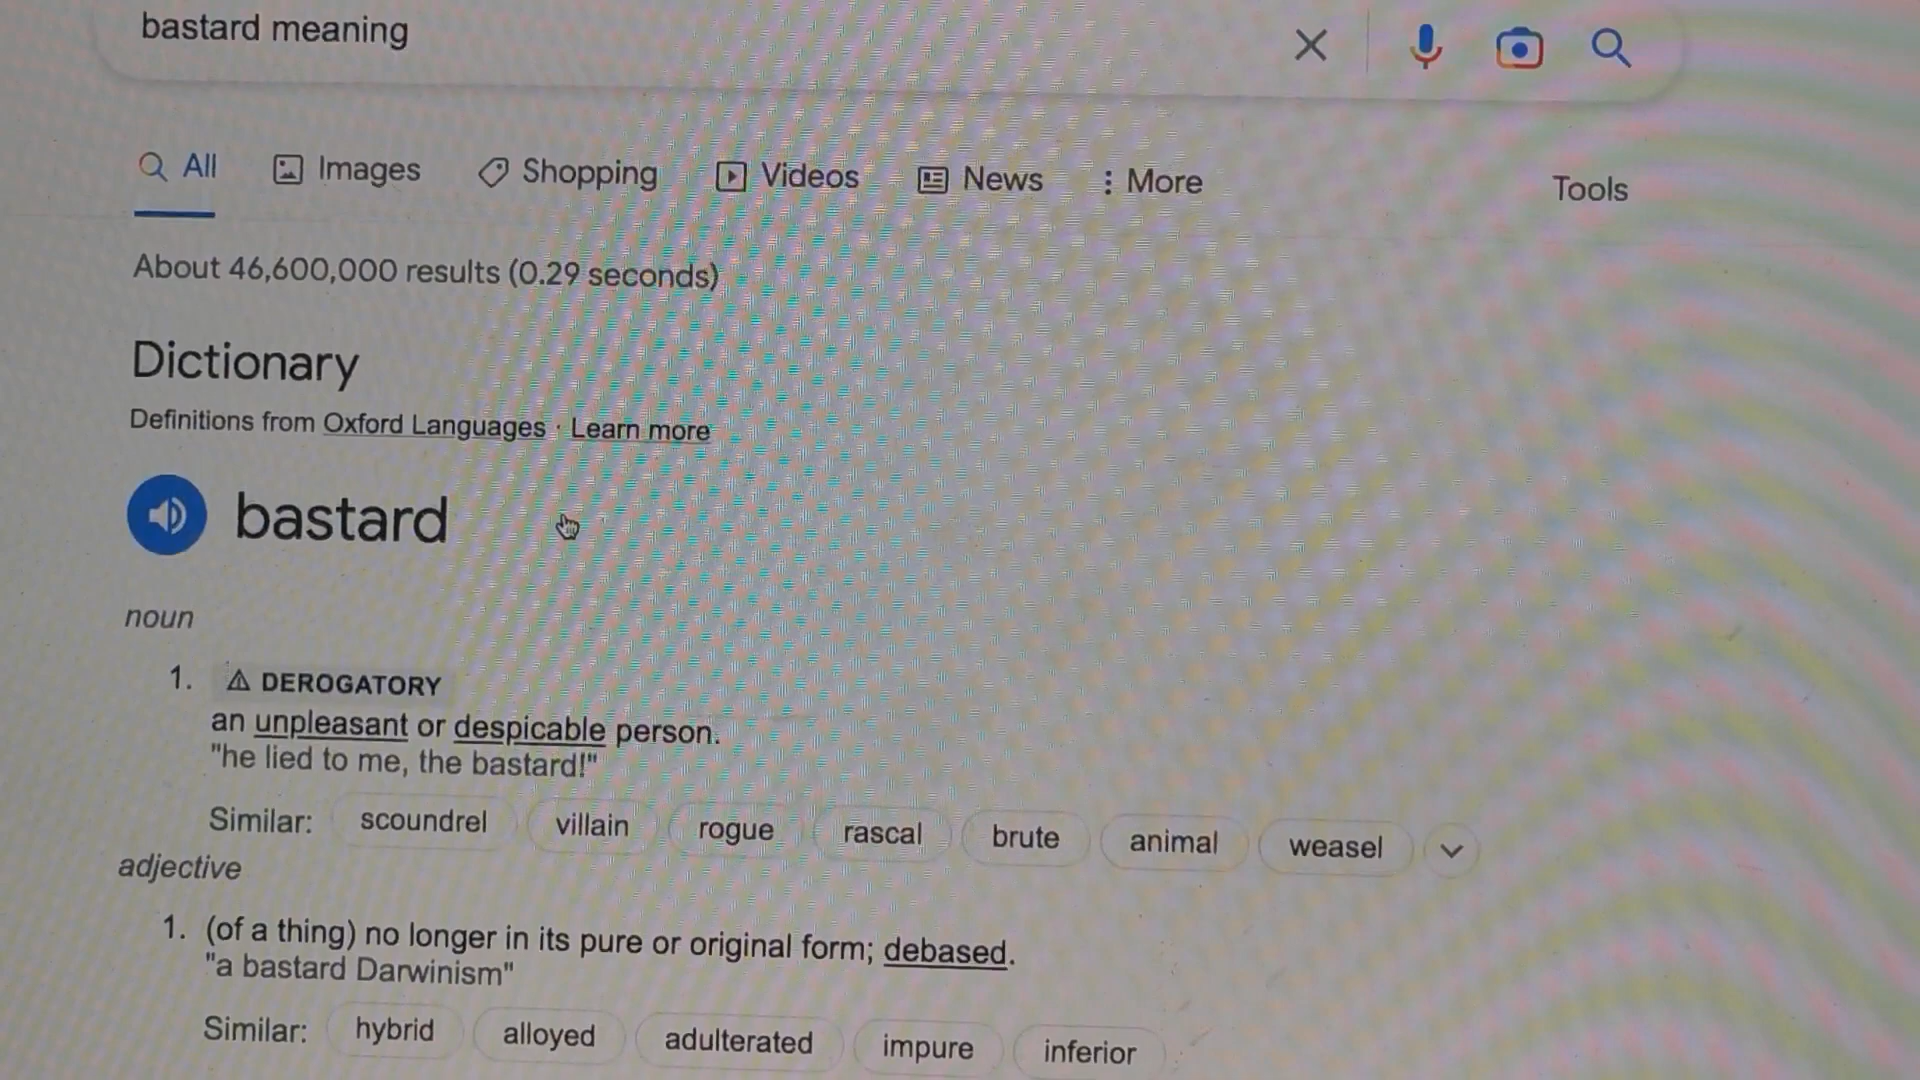 bastard meaning
All Images Shopping Videos News More Tools
About 46,600,000 results (0.29 seconds)
Dictionary
Definitions from Oxford Languages · Learn more
bastard
noun
1. DEROGATORY
an unpleasant or despicable person.
"he lied to me, the bastard!"
Similar: scoundrel villain rogue rascal brute animal weasel
adjective
1. (of a thing) no longer in its pure or original form; debased.
"a bastard Darwinism"
Similar: hybrid alloyed adulterated impure inferior